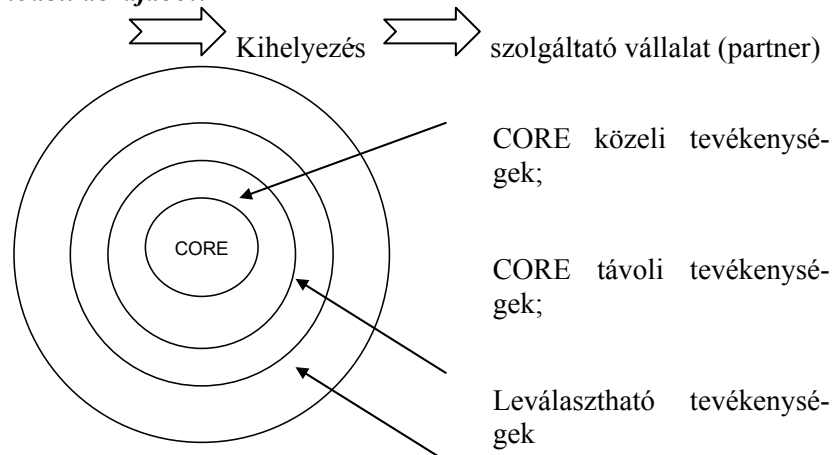 Kihelyezés szolgáltató vállalat (partner)
CORE közeli tevékenysé-
gek;
CORE
CORE távoli tevékenysé-
gek;
Leválasztható tevékenysé-
gek